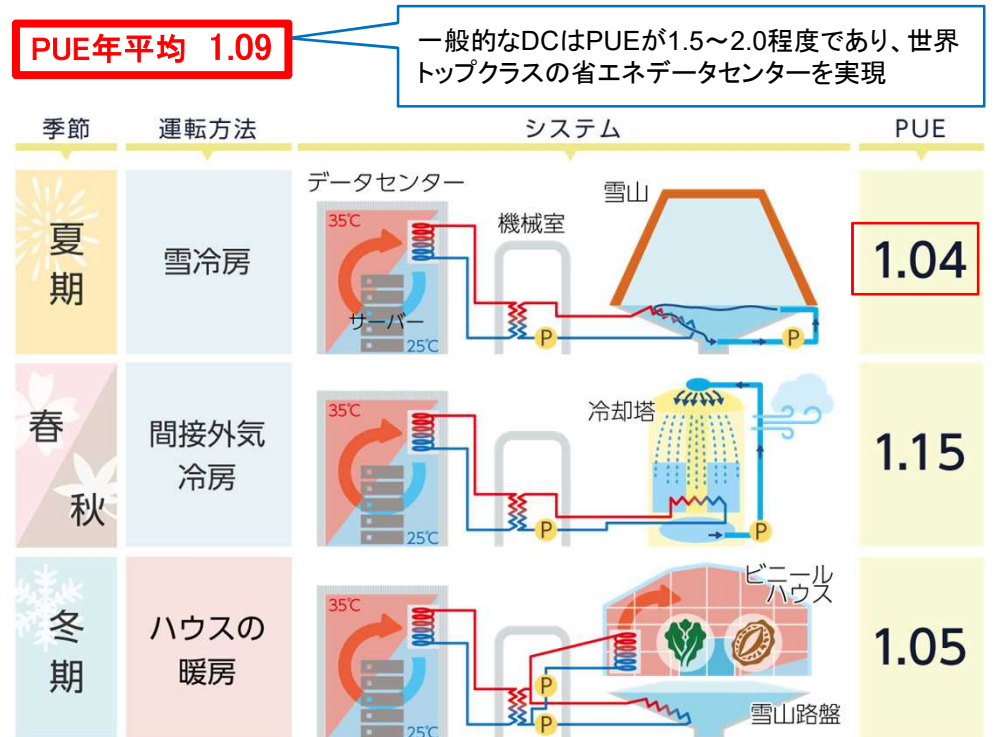 PUE年平均 1.09
一般的なDCはPUEが1.5～2.0程度であり、世界
トップクラスの省エネデータセンターを実現
季節 運転方法 システム PUE
夏
期
雪冷房
データセンター
35℃
サーバー
25℃
機械室
P
雪山
P
1.04
春
秋
間接外気
冷房
35℃
25℃
P
冷却塔
P
1.15
冬
期
ハウスの
暖房
35℃
25℃
P
P
ビニール
ハウス
雪山路盤
1.05